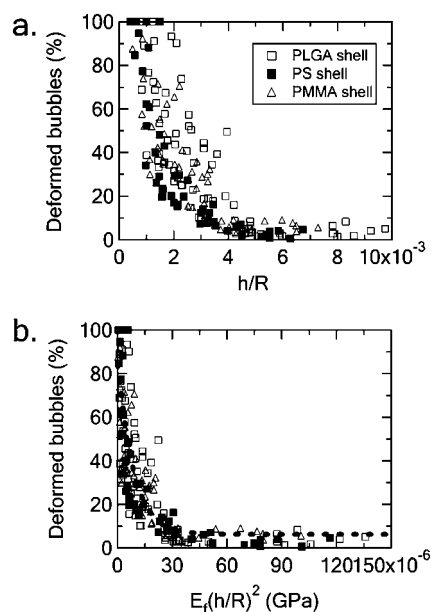 a.
Deformed bubbles (%)
100
80
60
40
20
0
PLGA shell
PS shell
PMMA shell
0 2 4 6 8 10x10⁻³
h/R
b.
Deformed bubbles (%)
100
80
60
40
20
0
0 30 60 90 120150x10⁻⁶
E_f(h/R)² (GPa)